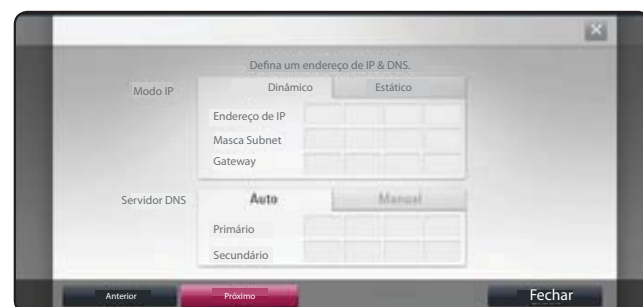 Defina um endereço de IP & DNS.
Modo IP
Dinâmico
Estático
Endereço de IP
Masca Subnet
Gateway
Servidor DNS
Auto
Manual
Primário
Secundário
Anterior
Próximo
Fechar